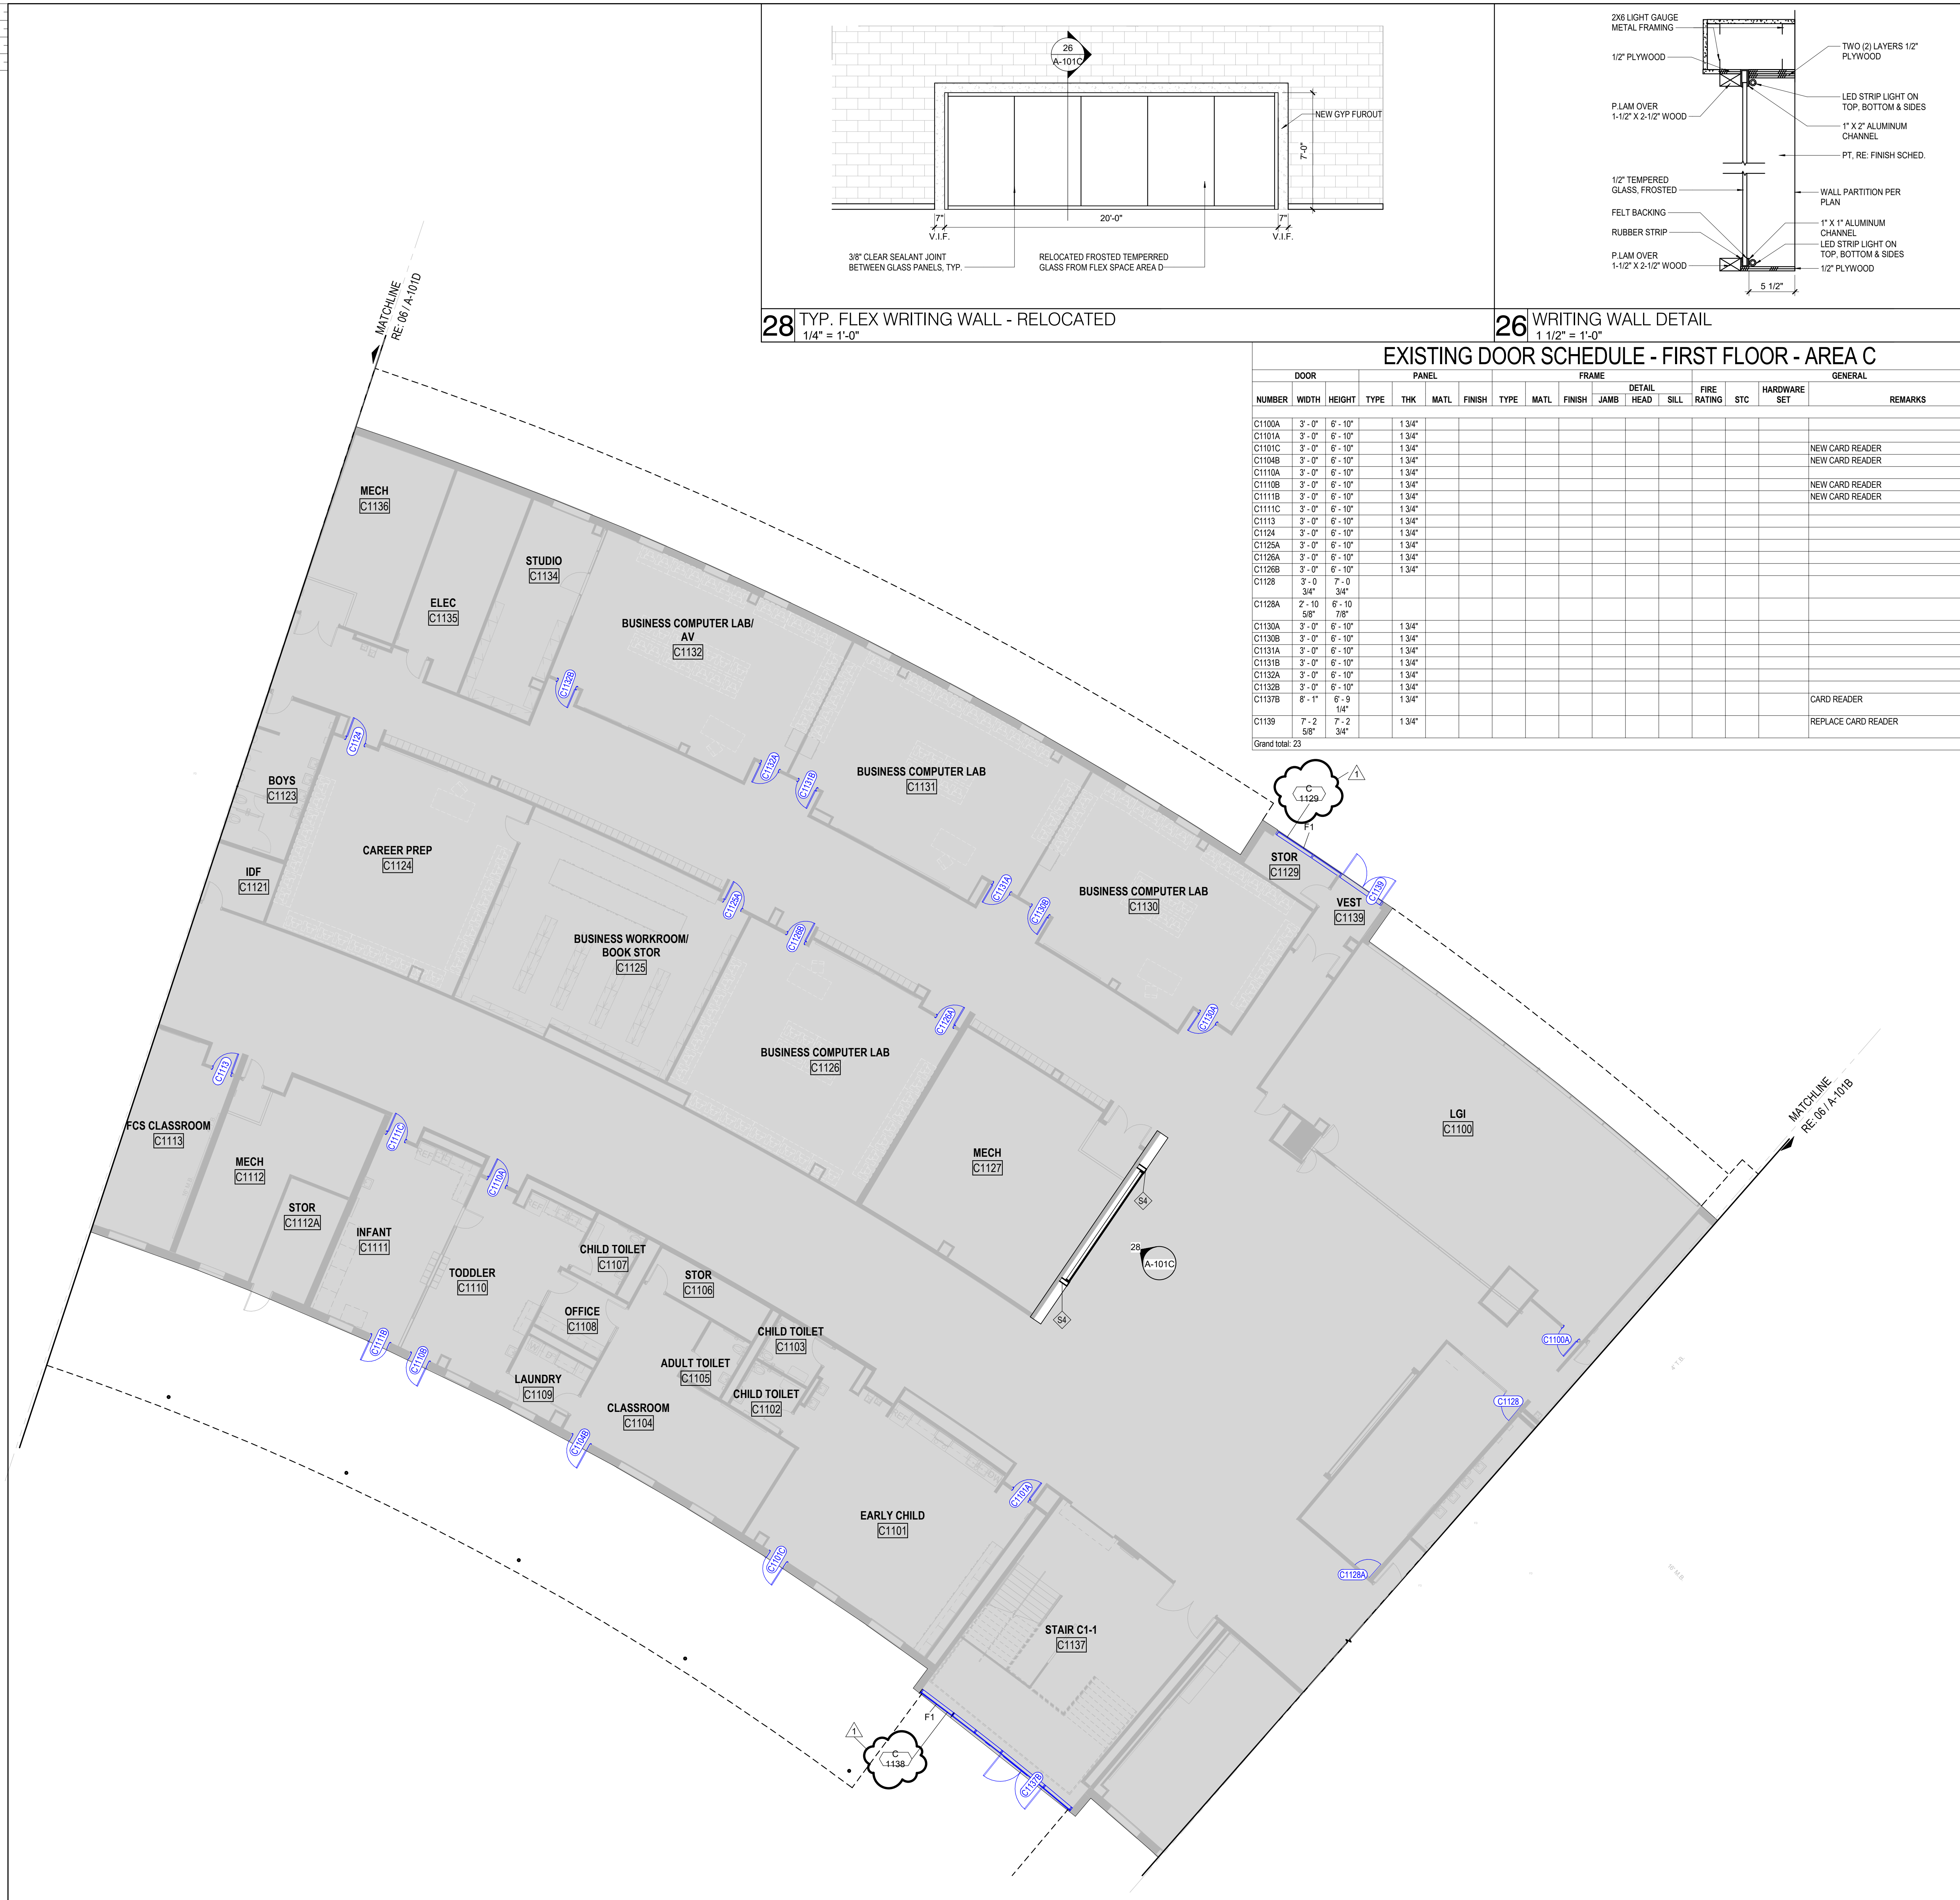 26
A-101C
NEW GYP FUROUT
7'-0"
7"
20'-0"
7"
V.I.F.
V.I.F.
3/8" CLEAR SEALANT JOINT
BETWEEN GLASS PANELS, TYP.
RELOCATED FROSTED TEMPERRED
GLASS FROM FLEX SPACE AREA D
28 TYP. FLEX WRITING WALL - RELOCATED
1/4" = 1'-0"
2X6 LIGHT GAUGE
METAL FRAMING
1/2" PLYWOOD
P.LAM OVER
1-1/2" X 2-1/2" WOOD
1/2" TEMPERED
GLASS, FROSTED
FELT BACKING
RUBBER STRIP
P.LAM OVER
1-1/2" X 2-1/2" WOOD
TWO (2) LAYERS 1/2"
PLYWOOD
LED STRIP LIGHT ON
TOP, BOTTOM & SIDES
1" X 2" ALUMINUM
CHANNEL
PT, RE: FINISH SCHED.
WALL PARTITION PER
PLAN
1" X 1" ALUMINUM
CHANNEL
LED STRIP LIGHT ON
TOP, BOTTOM & SIDES
1/2" PLYWOOD
5 1/2"
26 WRITING WALL DETAIL
1 1/2" = 1'-0"
EXISTING DOOR SCHEDULE - FIRST FLOOR - AREA C
DOOR PANEL FRAME GENERAL
DETAIL
NUMBER WIDTH HEIGHT TYPE THK MATL FINISH TYPE MATL FINISH JAMB HEAD SILL FIRE RATING STC HARDWARE SET REMARKS
C1100A 3' - 0" 6' - 10" 1 3/4"
C1101A 3' - 0" 6' - 10" 1 3/4"
C1101C 3' - 0" 6' - 10" 1 3/4" NEW CARD READER
C1104B 3' - 0" 6' - 10" 1 3/4" NEW CARD READER
C1110A 3' - 0" 6' - 10" 1 3/4"
C1110B 3' - 0" 6' - 10" 1 3/4" NEW CARD READER
C1111B 3' - 0" 6' - 10" 1 3/4" NEW CARD READER
C1111C 3' - 0" 6' - 10" 1 3/4"
C1113 3' - 0" 6' - 10" 1 3/4"
C1124 3' - 0" 6' - 10" 1 3/4"
C1125A 3' - 0" 6' - 10" 1 3/4"
C1126A 3' - 0" 6' - 10" 1 3/4"
C1126B 3' - 0" 6' - 10" 1 3/4"
C1128 3' - 0 3/4" 7' - 0 3/4"
C1128A 2' - 10 5/8" 6' - 10 7/8"
C1130A 3' - 0" 6' - 10" 1 3/4"
C1130B 3' - 0" 6' - 10" 1 3/4"
C1131A 3' - 0" 6' - 10" 1 3/4"
C1131B 3' - 0" 6' - 10" 1 3/4"
C1132A 3' - 0" 6' - 10" 1 3/4"
C1132B 3' - 0" 6' - 10" 1 3/4"
C1137B 8' - 1" 6' - 9 1/4" 1 3/4" CARD READER
C1139 7' - 2 5/8" 7' - 2 3/4" 1 3/4" REPLACE CARD READER
Grand total: 23
MATCHLINE
RE: 06 / A-101D
MECH
C1136
STUDIO
C1134
ELEC
C1135
BUSINESS COMPUTER LAB/
AV
C1132
C1132B
C1124
C1132A
C1131B
BUSINESS COMPUTER LAB
C1131
1
C
1129
F1
BOYS
C1123
CAREER PREP
C1124
IDF
C1121
STOR
C1129
C1139
VEST
C1139
C1131A
C1130B
BUSINESS COMPUTER LAB
C1130
C1125A
C1126B
BUSINESS WORKROOM/
BOOK STOR
C1125
C1126A
C1130A
BUSINESS COMPUTER LAB
C1126
C1113
FCS CLASSROOM
C1113
LGI
C1100
MATCHLINE
RE: 06 / A-101B
C1111C
MECH
C1112
C1110A
MECH
C1127
STOR
C1112A
INFANT
C1111
S4
TODDLER
C1110
CHILD TOILET
C1107
STOR
C1106
28
A-101C
OFFICE
C1108
S4
CHILD TOILET
C1103
C1111B
C1110B
C1100A
LAUNDRY
C1109
ADULT TOILET
C1105
CHILD TOILET
C1102
CLASSROOM
C1104
C1128
C1104B
C1101A
EARLY CHILD
C1101
C1101C
C1128A
STAIR C1-1
C1137
F1
1
C
1138
C1137B